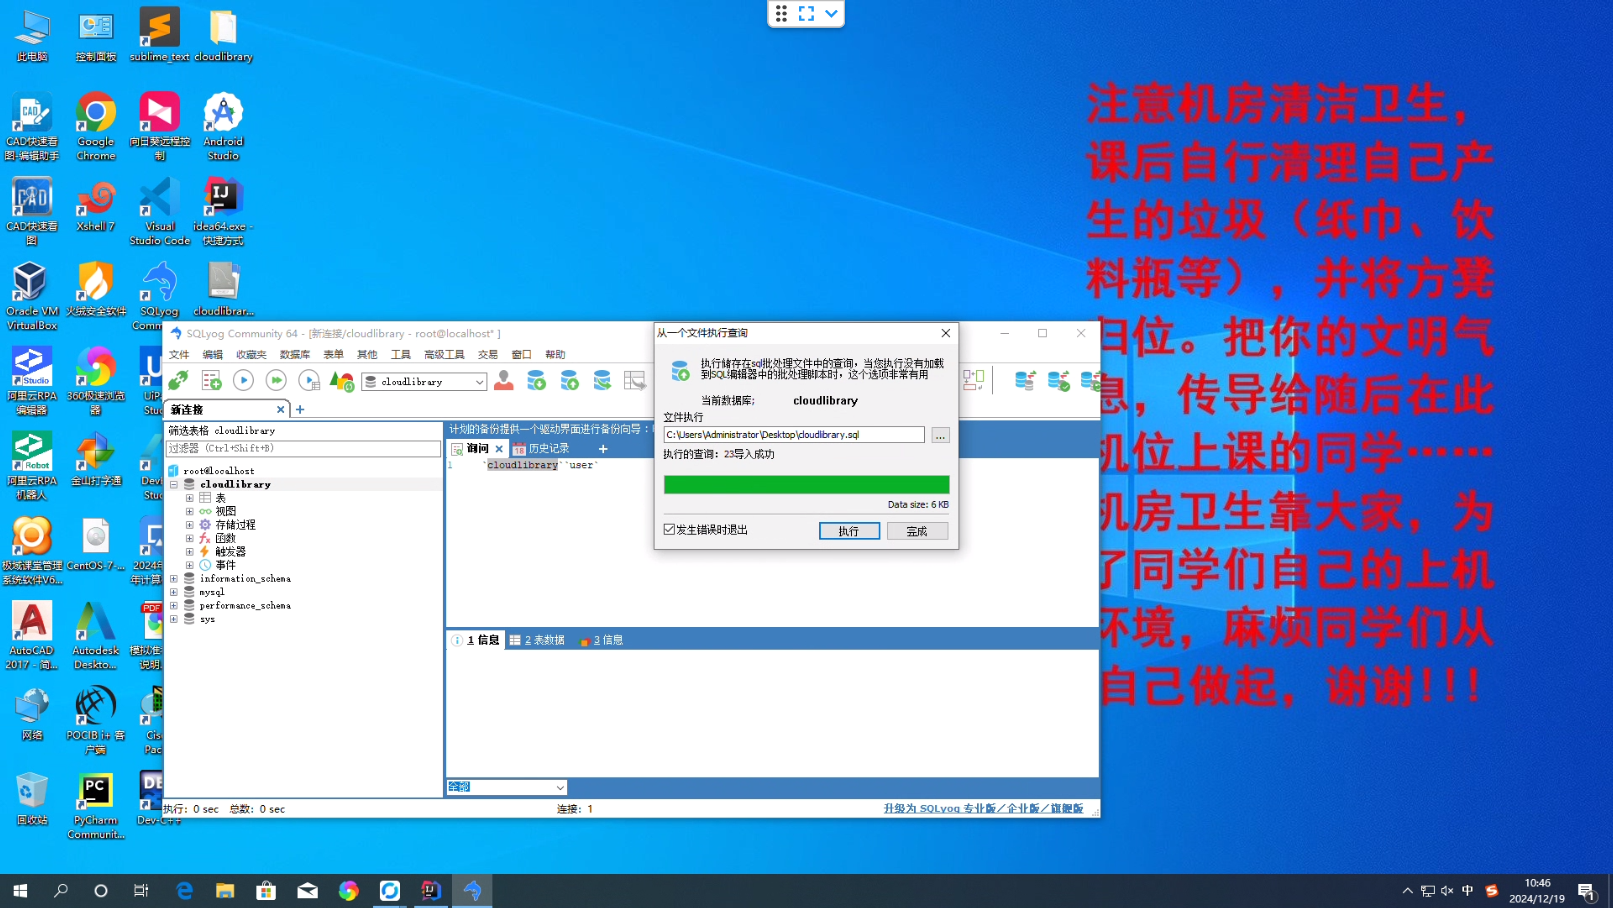 此电脑
控制面板
sublime_text
cloudlibrary
CAD快速看
图-编辑助手
Google
Chrome
向日葵远程控
制
Android
Studio
CAD快速看
图
Xshell 7
Visual
Studio Code
idea64.exe -
快捷方式
Oracle VM
VirtualBox
火绒安全软件
SQLyog
Comm...
cloudlibrar...
阿里云RPA
编辑器
360极速浏览
器
UiP
Stu
阿里云RPA
机器人
金山打字通
Dev
Stu
极域课堂管理
系统软件V6...
CentOS-7-...
2024年
年计算
AutoCAD
2017 - 简...
Autodesk
Deskto...
模拟准
说明.
网络
POCIB i+ 客
户端
Cis
Pac
回收站
PyCharm
Communit...
Dev-C++
注意机房清洁卫生，
课后自行清理自己产
生的垃圾（纸巾、饮
料瓶等），并将方凳
归位。把你的文明气
息，传导给随后在此
机位上课的同学……
机房卫生靠大家，为
了同学们自己的上机
环境，麻烦同学们从
自己做起，谢谢!!!
SQLyog Community 64 - [新连接/cloudlibrary - root@localhost* ]
文件 编辑 收藏夹 数据库 表单 其他 工具 高级工具 交易 窗口 帮助
cloudlibrary
新连接
筛选表格 cloudlibrary
过滤器 (Ctrl+Shift+B)
root@localhost
cloudlibrary
表
视图
存储过程
函数
触发器
事件
information_schema
mysql
performance_schema
sys
计划的备份提供一个驱动界面进行备份向导：
询问
历史记录
1 `cloudlibrary``user`
从一个文件执行查询
执行储存在sql批处理文件中的查询，当您执行没有加载
到SQL编辑器中的批处理脚本时，这个选项非常有用
当前数据库: cloudlibrary
文件执行
C:\Users\Administrator\Desktop\cloudlibrary.sql
...
执行的查询：23导入成功
Data size: 6 KB
发生错误时退出
执行
完成
1 信息
2 表数据
3 信息
全部
执行: 0 sec 总数: 0 sec
连接: 1
升级为 SQLyog 专业版/企业版/旗舰版
中
10:46
2024/12/19
1